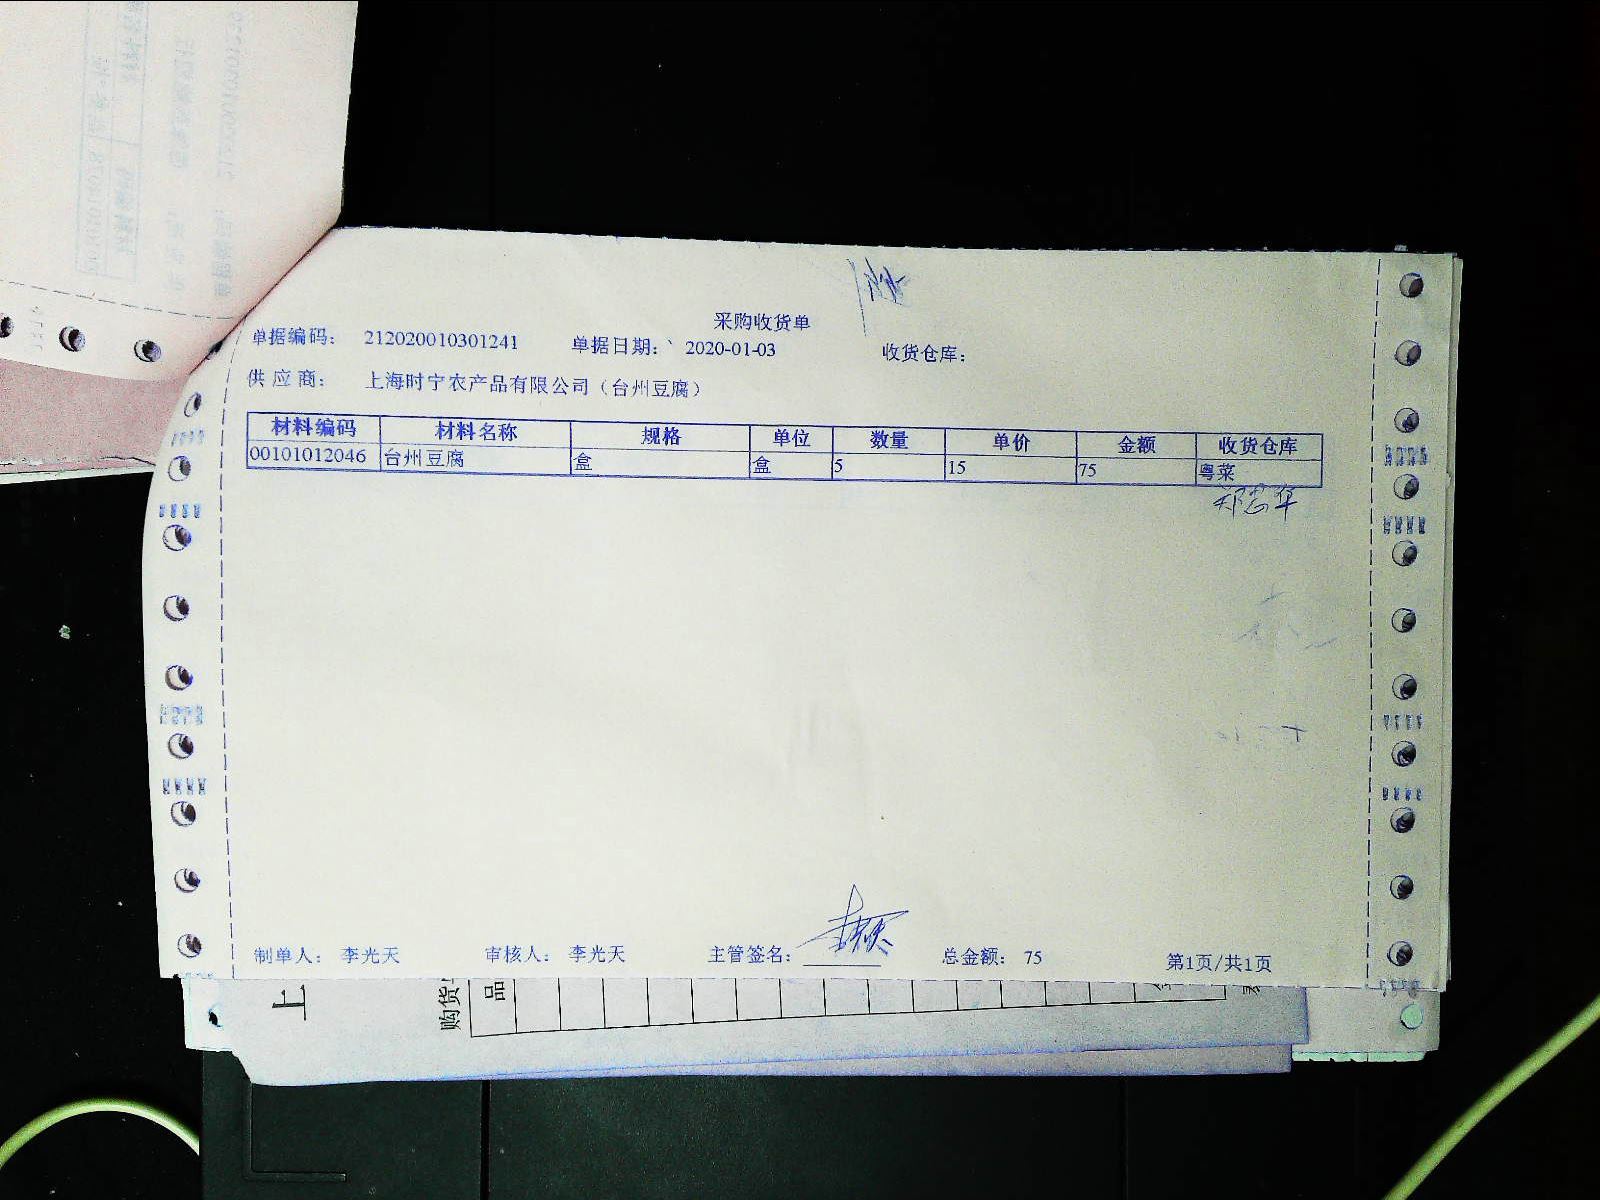 采购收货单
单据编码： 212020010301241 单据日期： 2020-01-03 收货仓库：
供应商： 上海时宁农产品有限公司（台州豆腐）
材料编码 材料名称 规格 单位 数量 单价 金额 收货仓库
00101012046 台州豆腐 盒 盒 5 15 75 粤菜
制单人： 李光天 审核人： 李光天 主管签名： 总金额： 75 第1页/共1页
上
购货
品